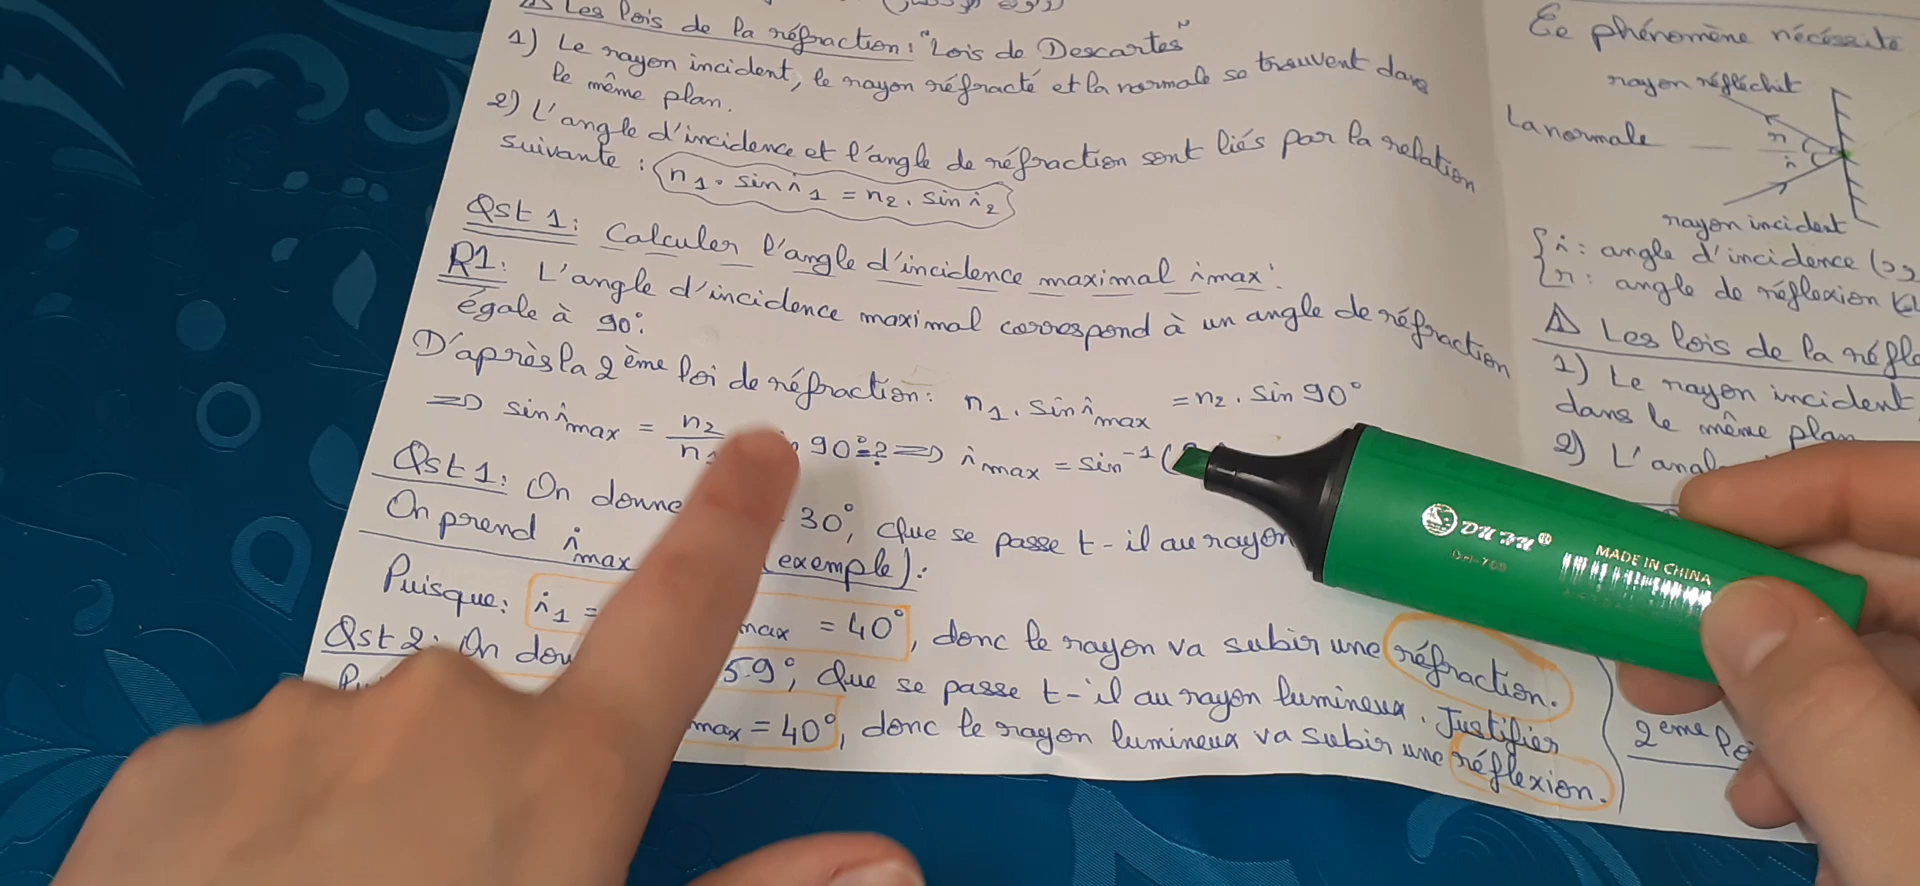 Δ Les lois de la réfraction: "Lois de Descartes"
1) Le rayon incident, le rayon réfracté et la normale se trouvent dans
le même plan.
2) L'angle d'incidence et l'angle de réfraction sont liés par la relation
suivante : n1 . sin i1 = n2 . sin i2
Qst 1: Calculer l'angle d'incidence maximal imax:
R1: L'angle d'incidence maximal correspond à un angle de réfraction
égale à 90°.
D'après la 2ème loi de réfraction: n1 . sin imax = n2 . sin 90°
=> sin imax = n2 / n1 90° = ? => imax = sin⁻¹ (
Qst 1: On donne 30°, Que se passe t-il au rayon
On prend imax (exemple):
Puisque: i1 = max = 40°, donc le rayon va subir une réfraction.
Qst 2: On 59°, Que se passe t-il au rayon lumineux. Justifier
max = 40°, donc le rayon lumineux va subir une réflexion.
Ce phénomène nécéssite
rayon réfléchit
La normale
r
i
rayon incident
i: angle d'incidence
r: angle de réflexion
Δ Les lois de la
1) Le rayon incident,
dans le même plan
2)
2eme
DUFU®
MADE IN CHINA